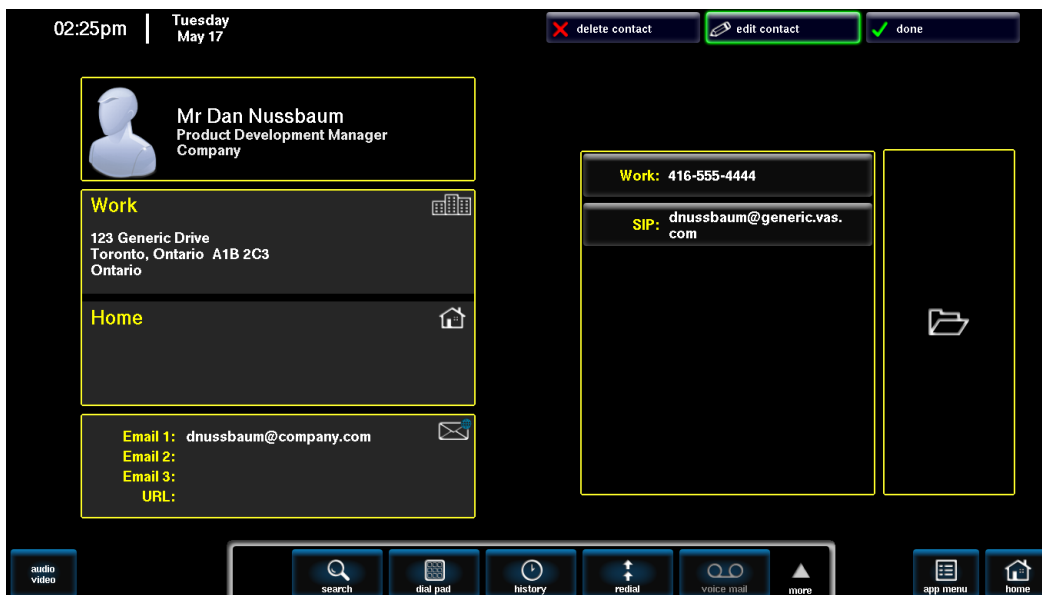 02:25pm
Tuesday
May 17
delete contact
edit contact
done
Mr Dan Nussbaum
Product Development Manager
Company
Work
123 Generic Drive
Toronto, Ontario A1B 2C3
Ontario
Home
Email 1: dnussbaum@company.com
Email 2:
Email 3:
URL:
Work: 416-555-4444
SIP: dnussbaum@generic.vas.
com
audio
video
search
dial pad
history
redial
voice mail
more
app menu
home